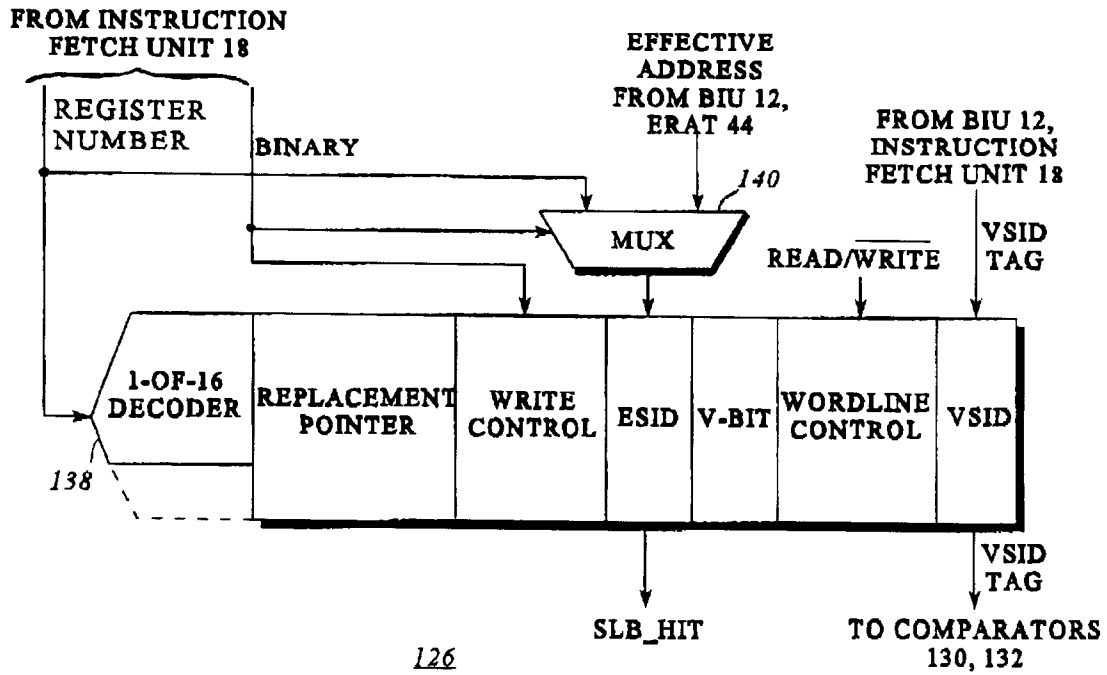 FROM INSTRUCTION
FETCH UNIT 18
REGISTER
NUMBER
BINARY
EFFECTIVE
ADDRESS
FROM BIU 12,
ERAT 44
FROM BIU 12,
INSTRUCTION
FETCH UNIT 18
140
MUX
READ/WRITE
VSID
TAG
1-OF-16
DECODER
REPLACEMENT
POINTER
WRITE
CONTROL
ESID
V-BIT
WORDLINE
CONTROL
VSID
138
VSID
TAG
SLB_HIT
TO COMPARATORS
130, 132
126